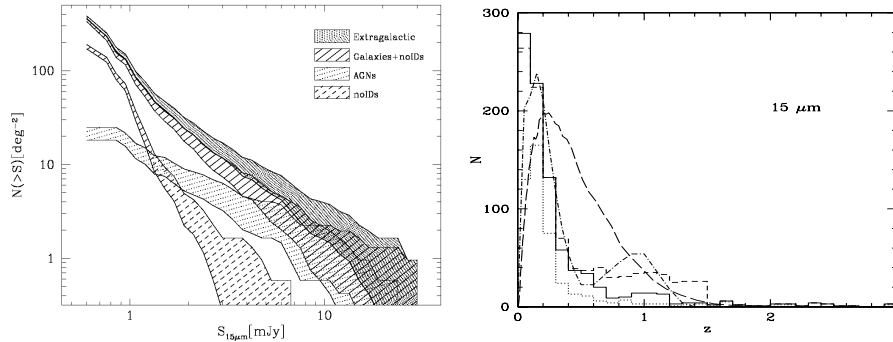 Extragalactic
Galaxies+noIDs
AGNs
noIDs
100
10
1
N(>S)[deg⁻²]
1
10
S₁₅μm[mJy]
300
200
100
0
N
15 μm
0
1
2
z